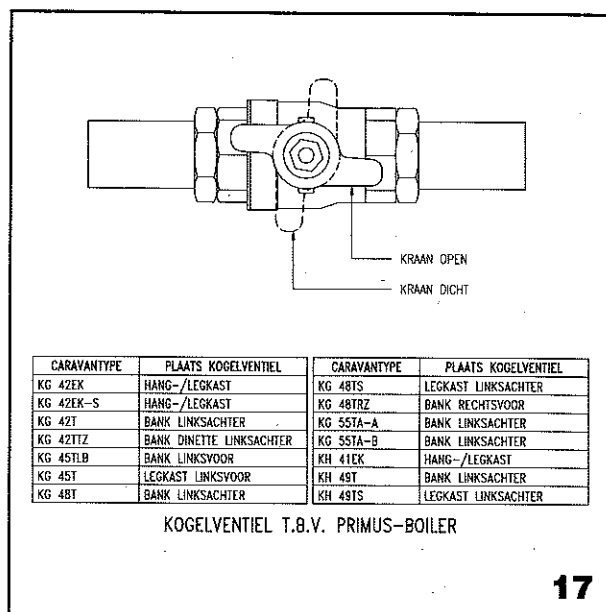 KRAAN OPEN
KRAAN DICHT
CARAVANTYPE PLAATS KOGELVENTIEL
KG 42EK HANG-/LEGKAST
KG 42EK-S HANG-/LEGKAST
KG 42T BANK LINKSACHTER
KG 42TTZ BANK DINETTE LINKSACHTER
KG 45TLB BANK LINKSVOOR
KG 45T LEGKAST LINKSVOOR
KG 48T BANK LINKSACHTER
CARAVANTYPE PLAATS KOGELVENTIEL
KG 48TS LEGKAST LINKSACHTER
KG 48TRZ BANK RECHTSVOOR
KG 55TA-A BANK LINKSACHTER
KG 55TA-B BANK LINKSACHTER
KH 41EK HANG-/LEGKAST
KH 49T BANK LINKSACHTER
KH 49TS LEGKAST LINKSACHTER
KOGELVENTIEL T.B.V. PRIMUS-BOILER
17